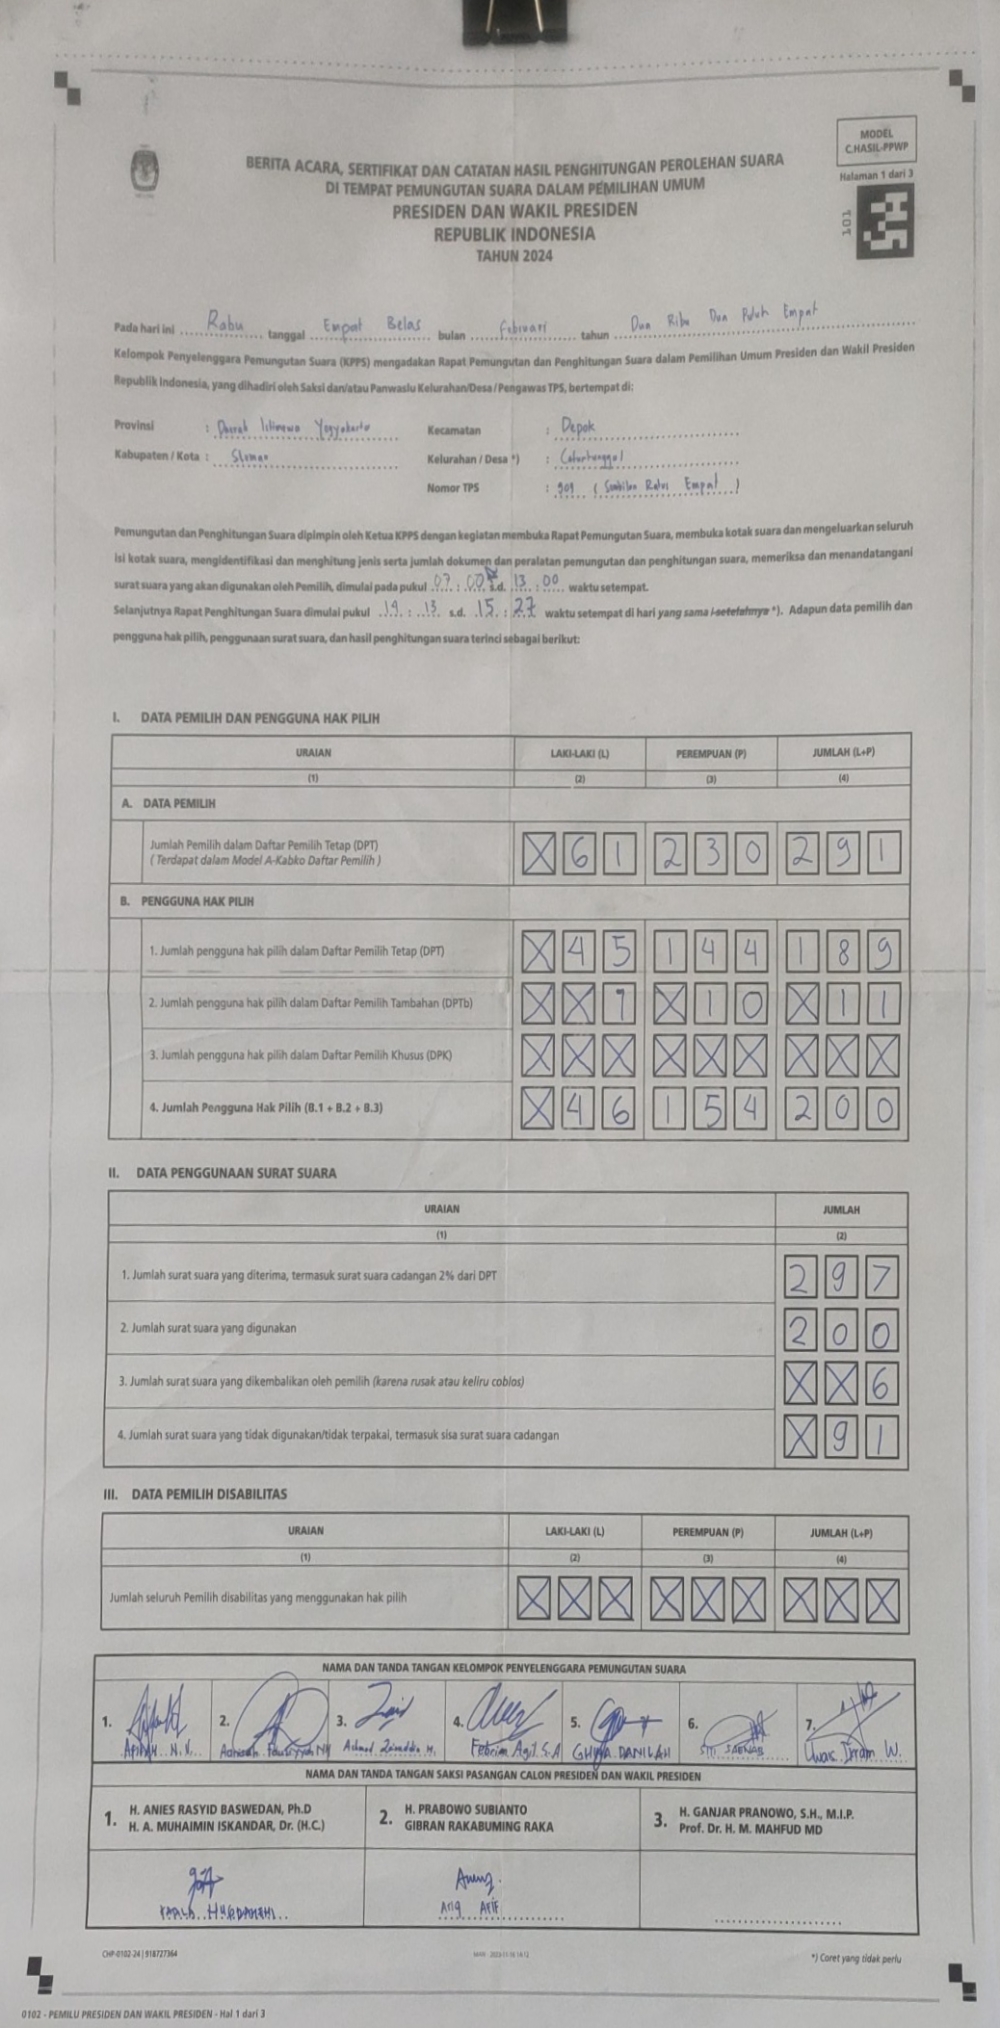 MODEL
C.HASIL-PPWP
Halaman 1 dari 3
101
BERITA ACARA, SERTIFIKAT DAN CATATAN HASIL PENGHITUNGAN PEROLEHAN SUARA
DI TEMPAT PEMUNGUTAN SUARA DALAM PEMILIHAN UMUM
PRESIDEN DAN WAKIL PRESIDEN
REPUBLIK INDONESIA
TAHUN 2024
Pada hari ini Rabu tanggal Empat Belas bulan Februari tahun Dua Ribu Dua Puluh Empat
Kelompok Penyelenggara Pemungutan Suara (KPPS) mengadakan Rapat Pemungutan dan Penghitungan Suara dalam Pemilihan Umum Presiden dan Wakil Presiden
Republik Indonesia, yang dihadiri oleh Saksi dan/atau Panwaslu Kelurahan/Desa/Pengawas TPS, bertempat di:
Provinsi : Daerah Istimewa Yogyakarta Kecamatan : Depok
Kabupaten / Kota : Sleman Kelurahan / Desa *) : Caturtunggal
Nomor TPS : 904 ( Sembilan Ratus Empat )
Pemungutan dan Penghitungan Suara dipimpin oleh Ketua KPPS dengan kegiatan membuka Rapat Pemungutan Suara, membuka kotak suara dan mengeluarkan seluruh
isi kotak suara, mengidentifikasi dan menghitung jenis serta jumlah dokumen dan peralatan pemungutan dan penghitungan suara, memeriksa dan menandatangani
surat suara yang akan digunakan oleh Pemilih, dimulai pada pukul 07 : 00 s.d. 13 : 00 waktu setempat.
Selanjutnya Rapat Penghitungan Suara dimulai pukul 14 : 13 s.d. 15 : 27 waktu setempat di hari yang sama /setelahnya *). Adapun data pemilih dan
pengguna hak pilih, penggunaan surat suara, dan hasil penghitungan suara terinci sebagai berikut:
I. DATA PEMILIH DAN PENGGUNA HAK PILIH
URAIAN LAKI-LAKI (L) PEREMPUAN (P) JUMLAH (L+P)
(1) (2) (3) (4)
A. DATA PEMILIH
Jumlah Pemilih dalam Daftar Pemilih Tetap (DPT) X 6 1 2 3 0 2 9 1
( Terdapat dalam Model A-Kabko Daftar Pemilih )
B. PENGGUNA HAK PILIH
1. Jumlah pengguna hak pilih dalam Daftar Pemilih Tetap (DPT) X 4 5 1 4 4 1 8 9
2. Jumlah pengguna hak pilih dalam Daftar Pemilih Tambahan (DPTb) X X 1 X 1 0 X 1 1
3. Jumlah pengguna hak pilih dalam Daftar Pemilih Khusus (DPK) X X X X X X X X X
4. Jumlah Pengguna Hak Pilih (B.1 + B.2 + B.3) X 4 6 1 5 4 2 0 0
II. DATA PENGGUNAAN SURAT SUARA
URAIAN JUMLAH
(1) (2)
1. Jumlah surat suara yang diterima, termasuk surat suara cadangan 2% dari DPT 2 9 7
2. Jumlah surat suara yang digunakan 2 0 0
3. Jumlah surat suara yang dikembalikan oleh pemilih (karena rusak atau keliru coblos) X X 6
4. Jumlah surat suara yang tidak digunakan/tidak terpakai, termasuk sisa surat suara cadangan X 9 1
III. DATA PEMILIH DISABILITAS
URAIAN LAKI-LAKI (L) PEREMPUAN (P) JUMLAH (L+P)
(1) (2) (3) (4)
Jumlah seluruh Pemilih disabilitas yang menggunakan hak pilih X X X X X X X X X
NAMA DAN TANDA TANGAN KELOMPOK PENYELENGGARA PEMUNGUTAN SUARA
1. 2. 3. 4. 5. 6. 7.
Febrian Agil.S.A GHINA DANILAH
NAMA DAN TANDA TANGAN SAKSI PASANGAN CALON PRESIDEN DAN WAKIL PRESIDEN
1. H. ANIES RASYID BASWEDAN, Ph.D
H. A. MUHAIMIN ISKANDAR, Dr. (H.C.)
2. H. PRABOWO SUBIANTO
GIBRAN RAKABUMING RAKA
3. H. GANJAR PRANOWO, S.H., M.I.P.
Prof. Dr. H. M. MAHFUD MD
Arig Arif
CHP-0102-24 | 918727364
*) Coret yang tidak perlu
0102 - PEMILU PRESIDEN DAN WAKIL PRESIDEN - Hal 1 dari 3